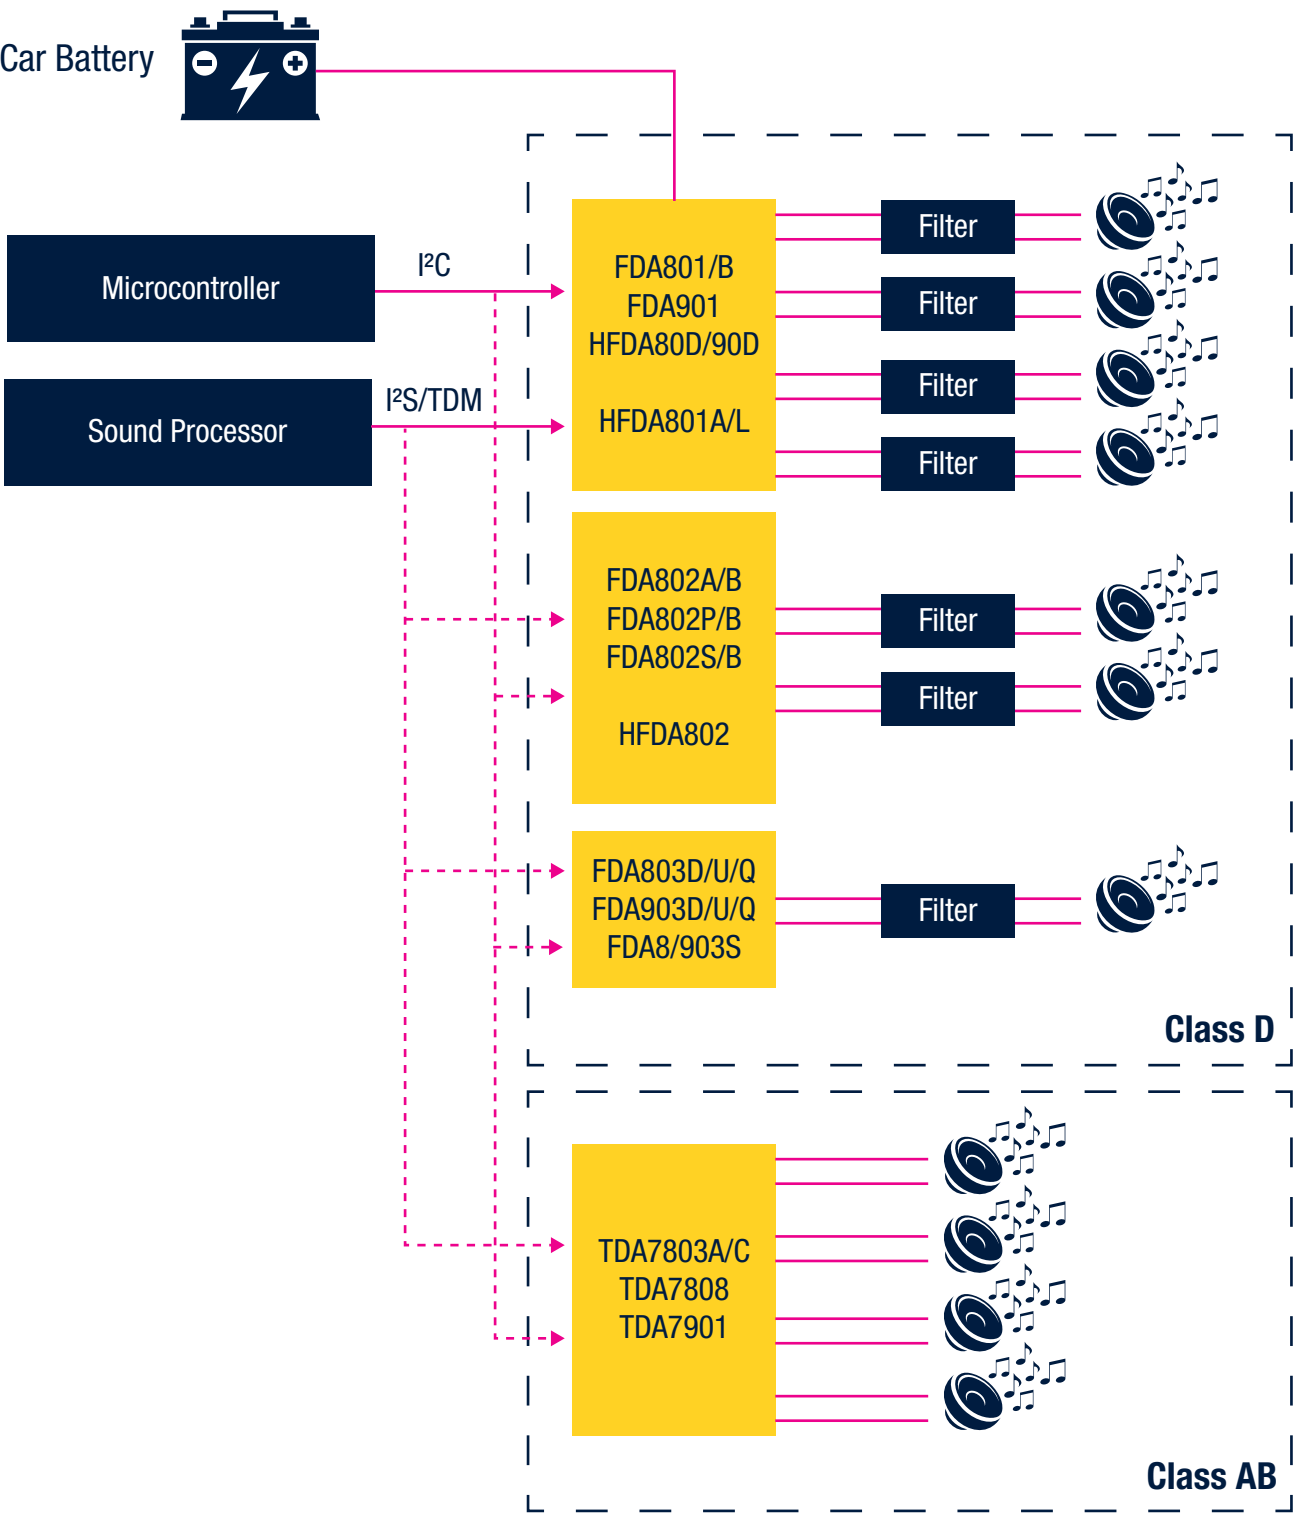 Car Battery
Microcontroller
I²C
Sound Processor
I²S/TDM
FDA801/B
FDA901
HFDA80D/90D
HFDA801A/L
Filter
Filter
Filter
Filter
FDA802A/B
FDA802P/B
FDA802S/B
HFDA802
Filter
Filter
FDA803D/U/Q
FDA903D/U/Q
FDA8/903S
Filter
Class D
TDA7803A/C
TDA7808
TDA7901
Class AB